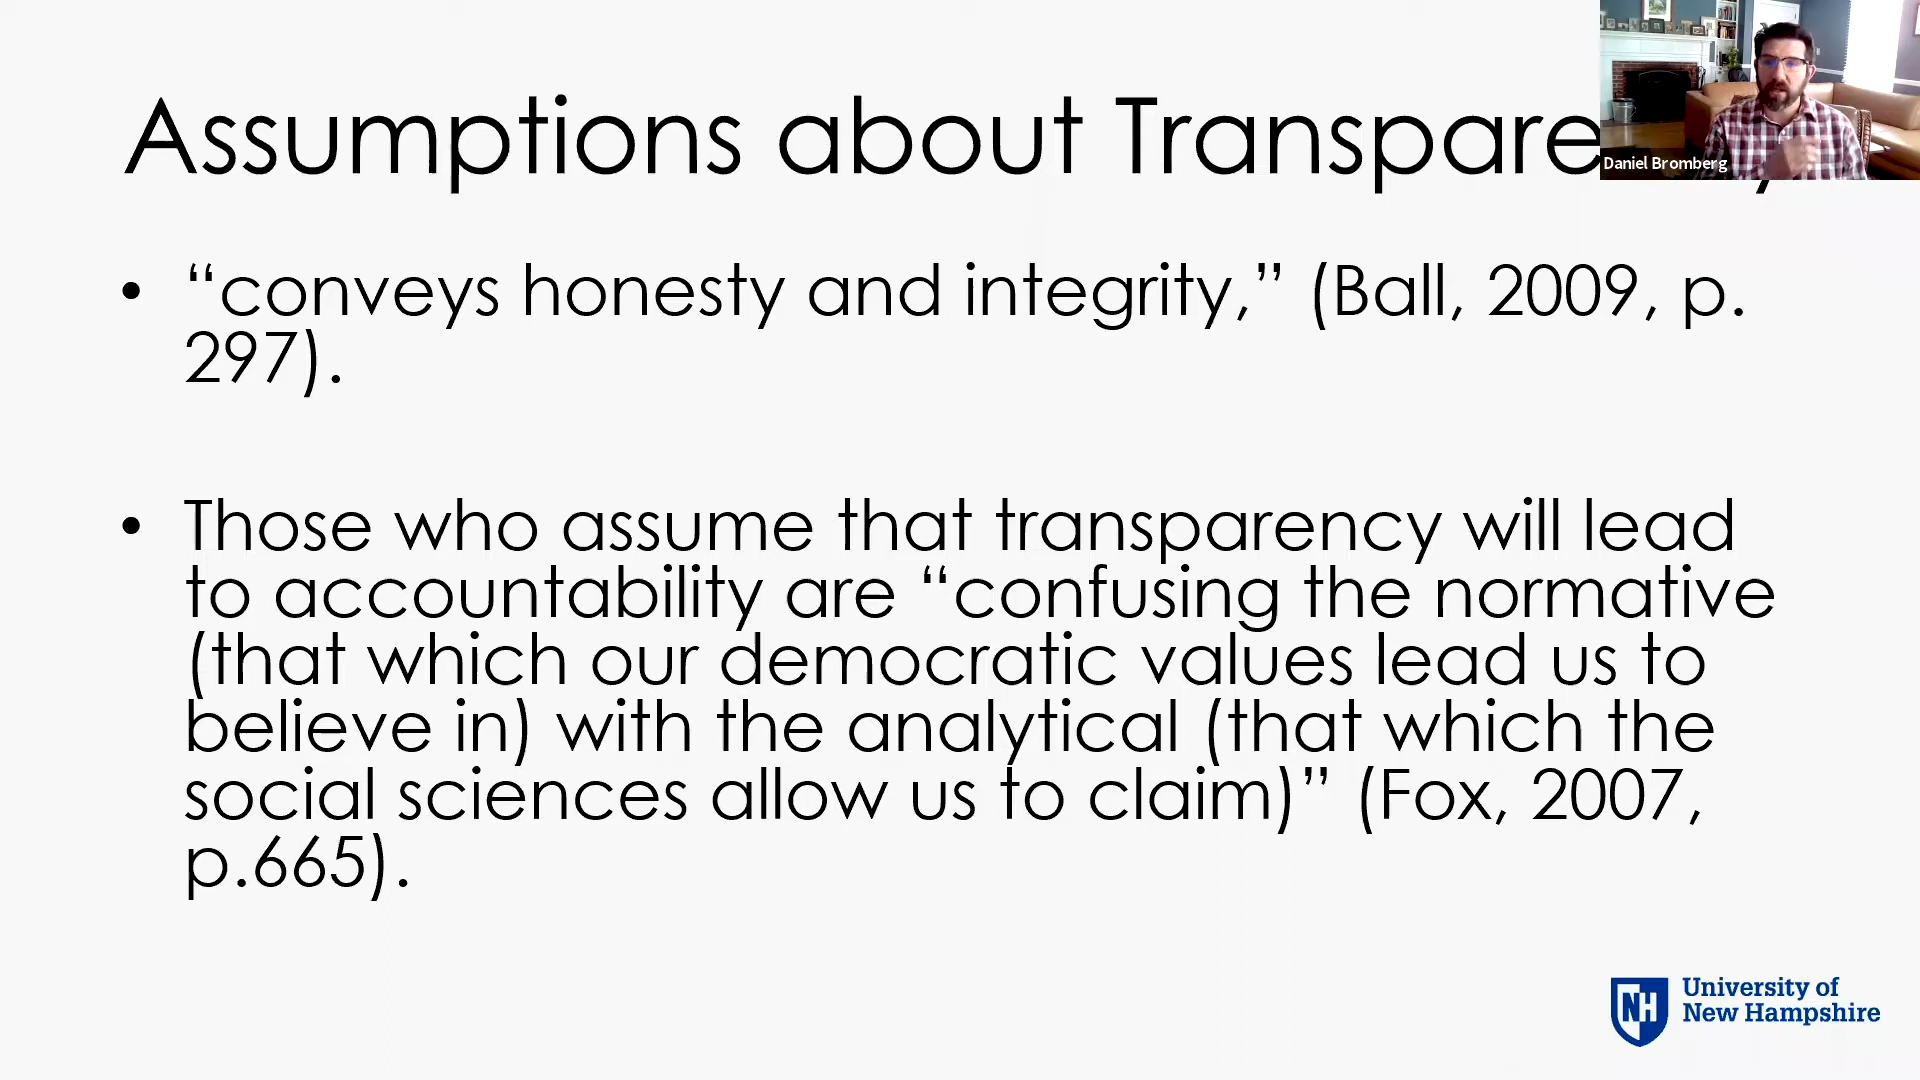 Assumptions about Transpare
Daniel Bromberg
• “conveys honesty and integrity,” (Ball, 2009, p.
297).
• Those who assume that transparency will lead
to accountability are “confusing the normative
(that which our democratic values lead us to
believe in) with the analytical (that which the
social sciences allow us to claim)” (Fox, 2007,
p.665).
NH
University of
New Hampshire